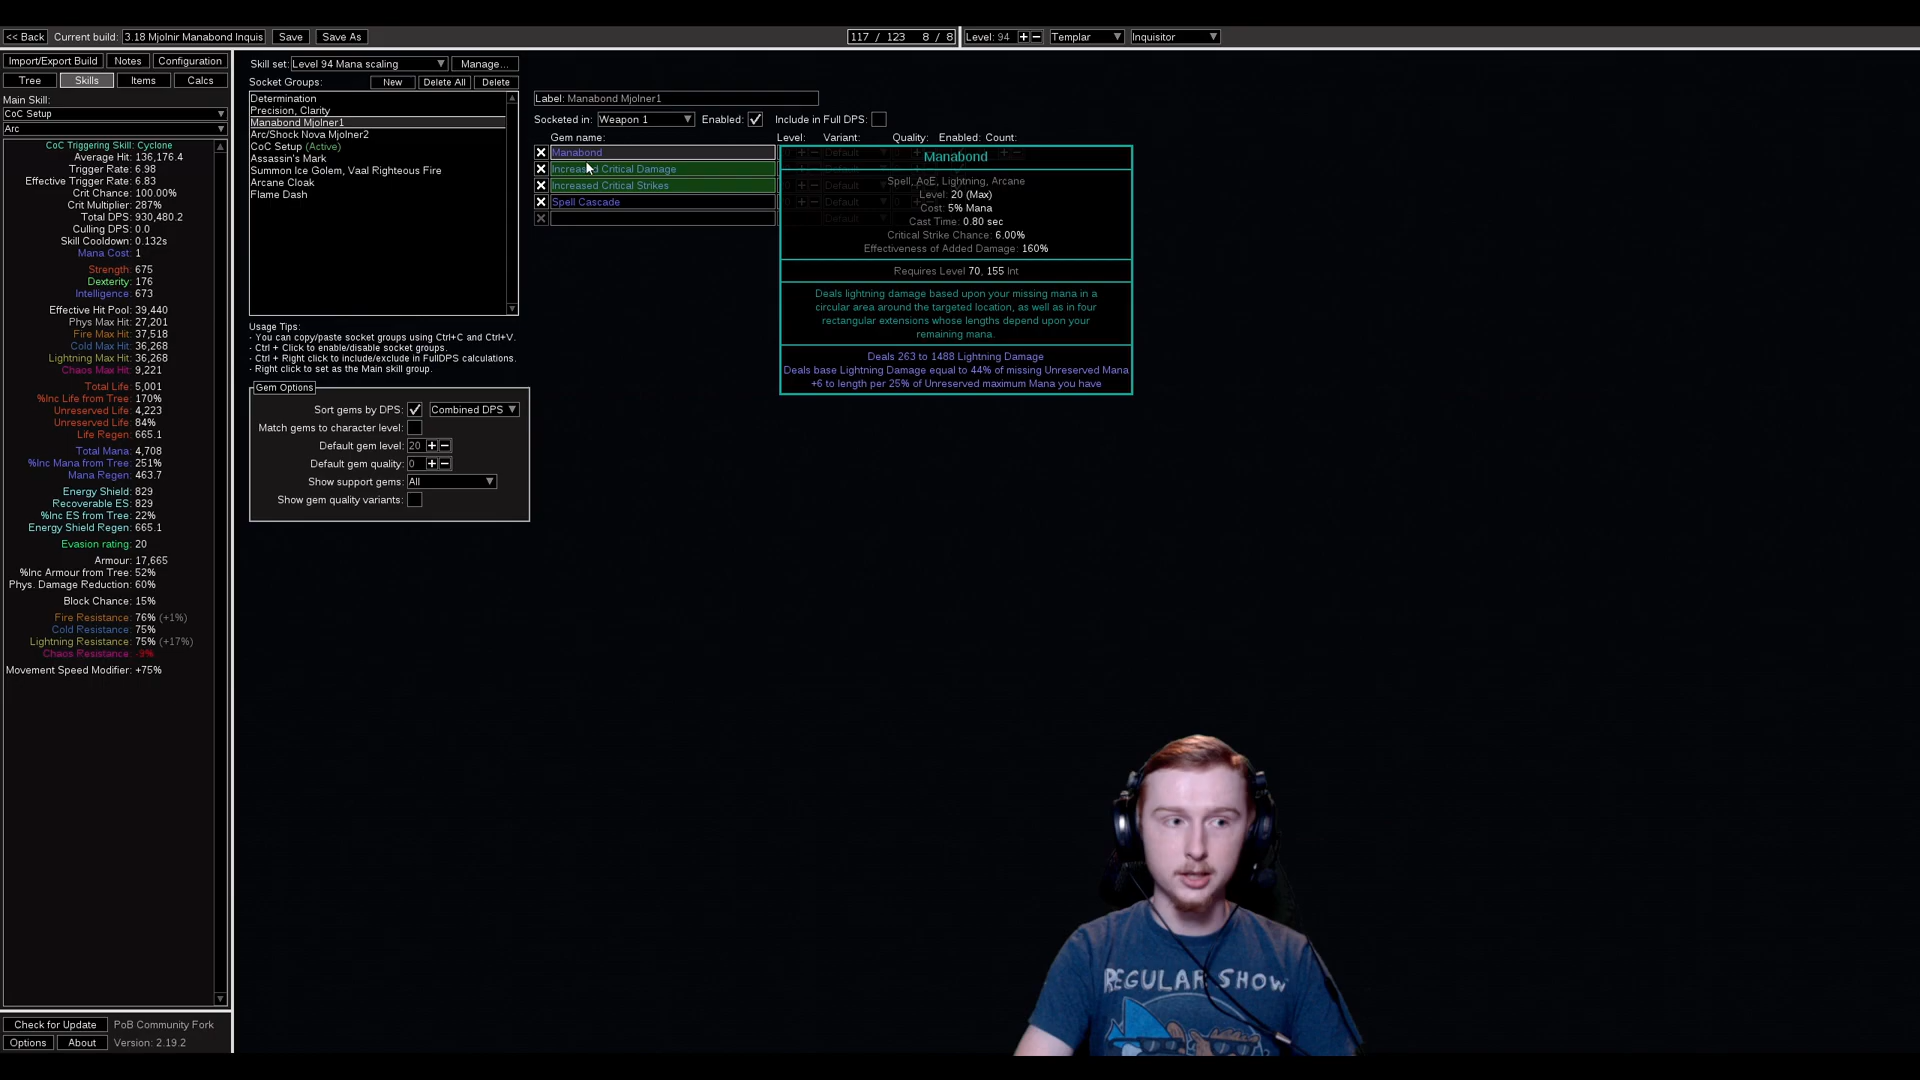 << Back
Current build: 3.18 Mjolnir Manabond Inquis
Save
Save As
117 / 123 8 / 8
Level: 94 + -
Templar
Inquisitor
Import/Export Build
Notes
Configuration
Tree
Skills
Items
Calcs
Main Skill:
CoC Setup
Arc
CoC Triggering Skill: Cyclone
Average Hit: 136,176.4
Trigger Rate: 6.98
Effective Trigger Rate: 6.83
Crit Chance: 100.00%
Crit Multiplier: 287%
Total DPS: 930,480.2
Culling DPS: 0.0
Skill Cooldown: 0.132s
Mana Cost: 1
Strength: 675
Dexterity: 176
Intelligence: 673
Effective Hit Pool: 39,440
Phys Max Hit: 27,201
Fire Max Hit: 37,518
Cold Max Hit: 36,268
Lightning Max Hit: 36,268
Chaos Max Hit: 9,221
Total Life: 5,001
%Inc Life from Tree: 170%
Unreserved Life: 4,223
Unreserved Life: 84%
Life Regen: 665.1
Total Mana: 4,708
%Inc Mana from Tree: 251%
Mana Regen: 463.7
Energy Shield: 829
Recoverable ES: 829
%Inc ES from Tree: 22%
Energy Shield Regen: 665.1
Evasion rating: 20
Armour: 17,665
%Inc Armour from Tree: 52%
Phys. Damage Reduction: 60%
Block Chance: 15%
Fire Resistance: 76% (+1%)
Cold Resistance: 75%
Lightning Resistance: 75% (+17%)
Chaos Resistance: -9%
Movement Speed Modifier: +75%
Check for Update
PoB Community Fork
Options
About
Version: 2.19.2
Skill set: Level 94 Mana scaling
Manage...
Socket Groups:
New
Delete All
Delete
Determination
Precision, Clarity
Manabond Mjolner1
Arc/Shock Nova Mjolner2
CoC Setup (Active)
Assassin's Mark
Summon Ice Golem, Vaal Righteous Fire
Arcane Cloak
Flame Dash
Usage Tips:
- You can copy/paste socket groups using Ctrl+C and Ctrl+V.
- Ctrl + Click to enable/disable socket groups.
- Ctrl + Right click to include/exclude in FullDPS calculations.
- Right click to set as the Main skill group.
Gem Options
Sort gems by DPS:
Combined DPS
Match gems to character level:
Default gem level: 20 + -
Default gem quality: 0 + -
Show support gems: All
Show gem quality variants:
Label: Manabond Mjolner1
Socketed in: Weapon 1
Enabled:
Include in Full DPS:
Gem name:
Level:
Variant:
Quality:
Enabled:
Count:
Manabond
Increased Critical Damage
Increased Critical Strikes
Spell Cascade
Manabond
Spell, AoE, Lightning, Arcane
Level: 20 (Max)
Cost: 5% Mana
Cast Time: 0.80 sec
Critical Strike Chance: 6.00%
Effectiveness of Added Damage: 160%
Requires Level 70, 155 Int
Deals lightning damage based upon your missing mana in a
circular area around the targeted location, as well as in four
rectangular extensions whose lengths depend upon your
remaining mana.
Deals 263 to 1488 Lightning Damage
Deals base Lightning Damage equal to 44% of missing Unreserved Mana
+6 to length per 25% of Unreserved maximum Mana you have
REGULAR SHOW